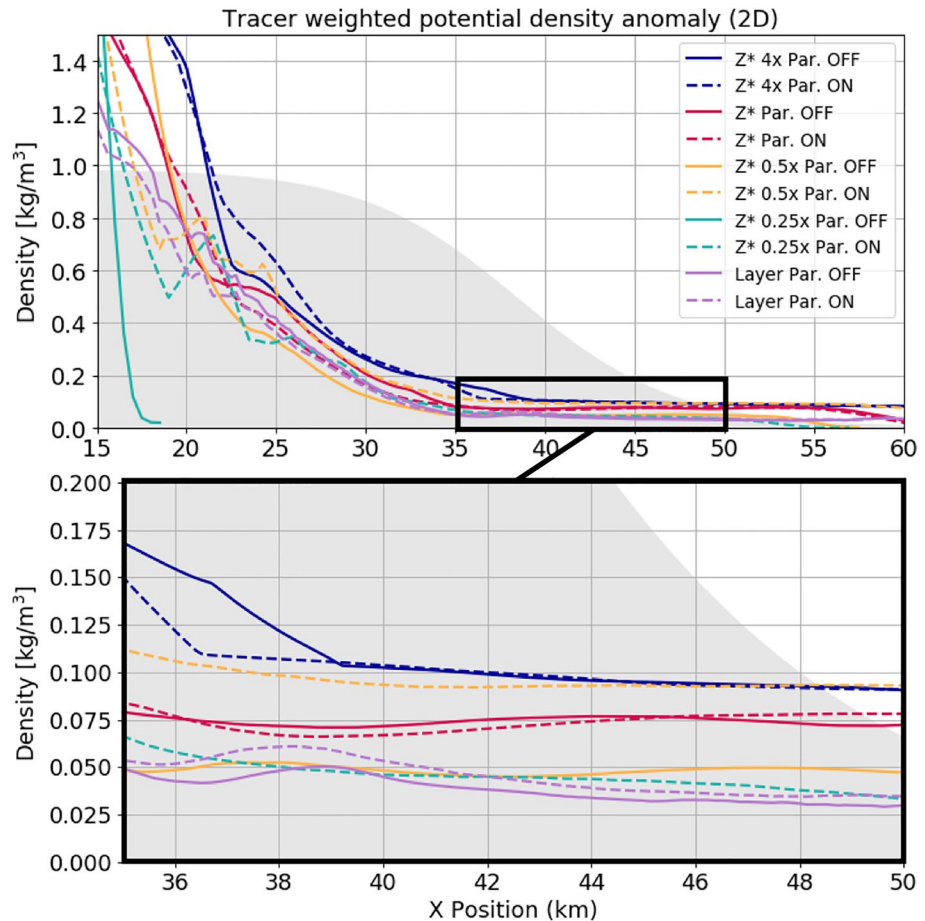 Tracer weighted potential density anomaly (2D)
Density [kg/m³]
1.4
1.2
1.0
0.8
0.6
0.4
0.2
0.0
Z* 4x Par. OFF
Z* 4x Par. ON
Z* Par. OFF
Z* Par. ON
Z* 0.5x Par. OFF
Z* 0.5x Par. ON
Z* 0.25x Par. OFF
Z* 0.25x Par. ON
Layer Par. OFF
Layer Par. ON
15 20 25 30 35 40 45 50 55 60
Density [kg/m³]
0.200
0.175
0.150
0.125
0.100
0.075
0.050
0.025
0.000
36 38 40 42 44 46 48 50
X Position (km)